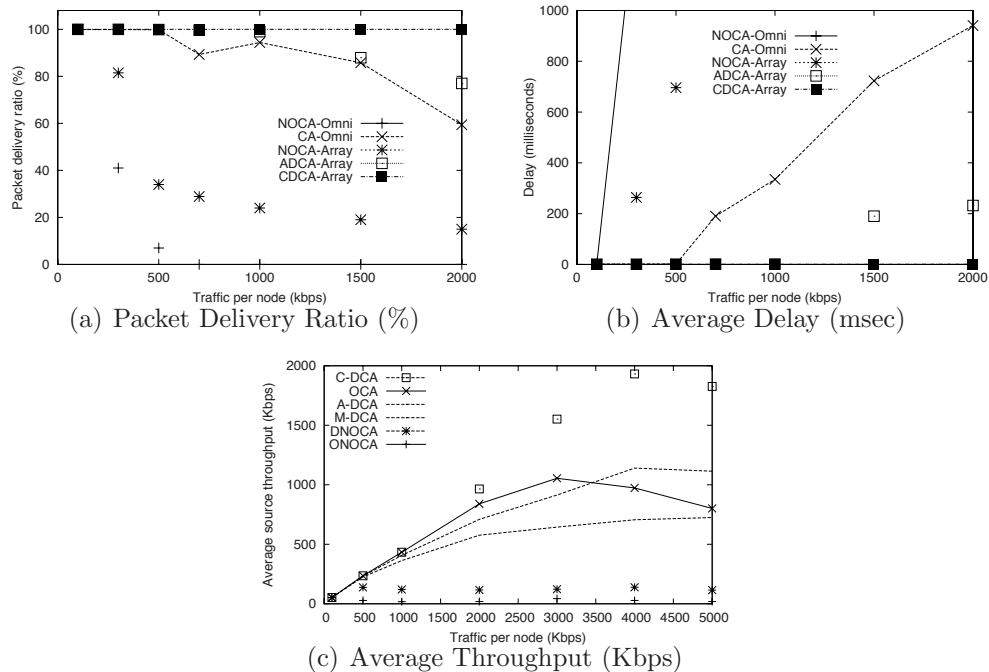 100
80
60
40
20
0
Packet delivery ratio (%)
NOCA-Omni
CA-Omni
NOCA-Array
ADCA-Array
CDCA-Array
500
1000
1500
2000
Traffic per node (kbps)
(a) Packet Delivery Ratio (%)
1000
800
600
400
200
0
Delay (milliseconds)
NOCA-Omni
CA-Omni
NOCA-Array
ADCA-Array
CDCA-Array
0
500
1000
1500
2000
Traffic per node (kbps)
(b) Average Delay (msec)
2000
1500
1000
500
0
Average source throughput (Kbps)
C-DCA
OCA
A-DCA
M-DCA
DNOCA
ONOCA
0
500
1000
1500
2000
2500
3000
3500
4000
4500
5000
Traffic per node (Kbps)
(c) Average Throughput (Kbps)